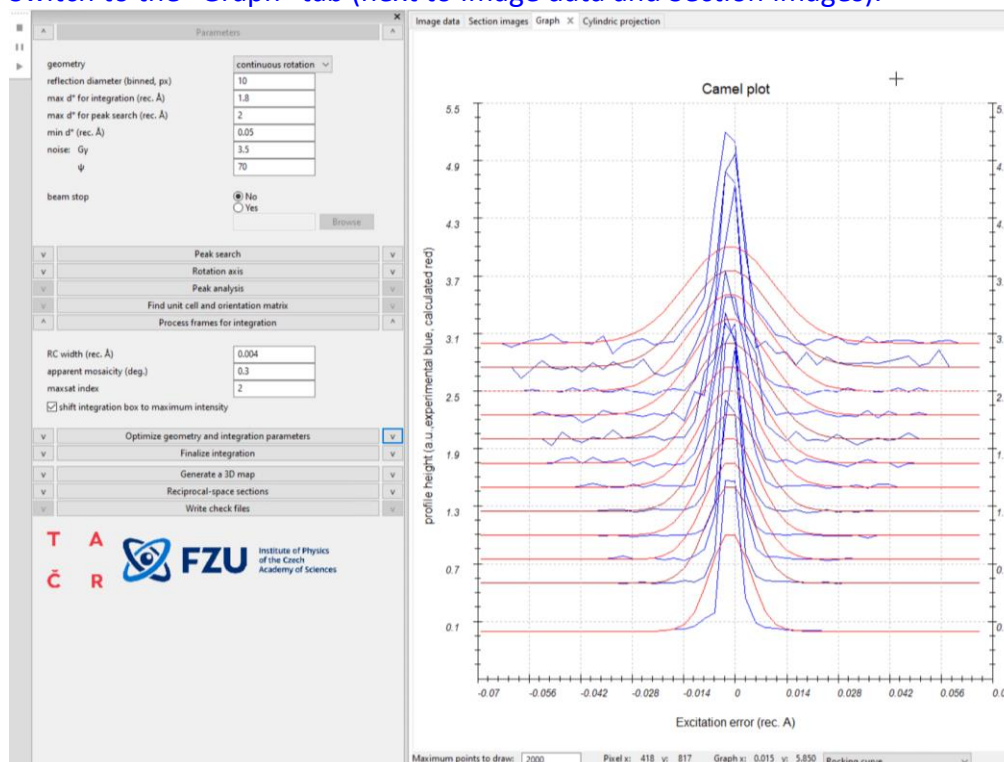 Switch to the "Graph" tab (next to Image data and Section images).
Parameters
geometry continuous rotation
reflection diameter (binned, px) 10
max d* for integration (rec. Å) 1.8
max d* for peak search (rec. Å) 2
min d* (rec. Å) 0.05
noise: Gγ 3.5
ψ 70
beam stop No
Yes
Browse
Peak search
Rotation axis
Peak analysis
Find unit cell and orientation matrix
Process frames for integration
RC width (rec. Å) 0.004
apparent mosaicity (deg.) 0.3
maxsat index 2
shift integration box to maximum intensity
Optimize geometry and integration parameters
Finalize integration
Generate a 3D map
Reciprocal-space sections
Write check files
T A
Č R
FZU
Institute of Physics
of the Czech
Academy of Sciences
Image data Section images Graph × Cylindric projection
Camel plot
5.5
4.9
4.3
3.7
3.1
2.5
1.9
1.3
0.7
0.1
profile height (a.u.,experimental blue, calculated red)
-0.07 -0.056 -0.042 -0.028 -0.014 0 0.014 0.028 0.042 0.056
Excitation error (rec. A)
Maximum points to draw: 2000 Pixel x: 418 y: 817 Graph x: 0.015 y: 5.850 Rocking curve